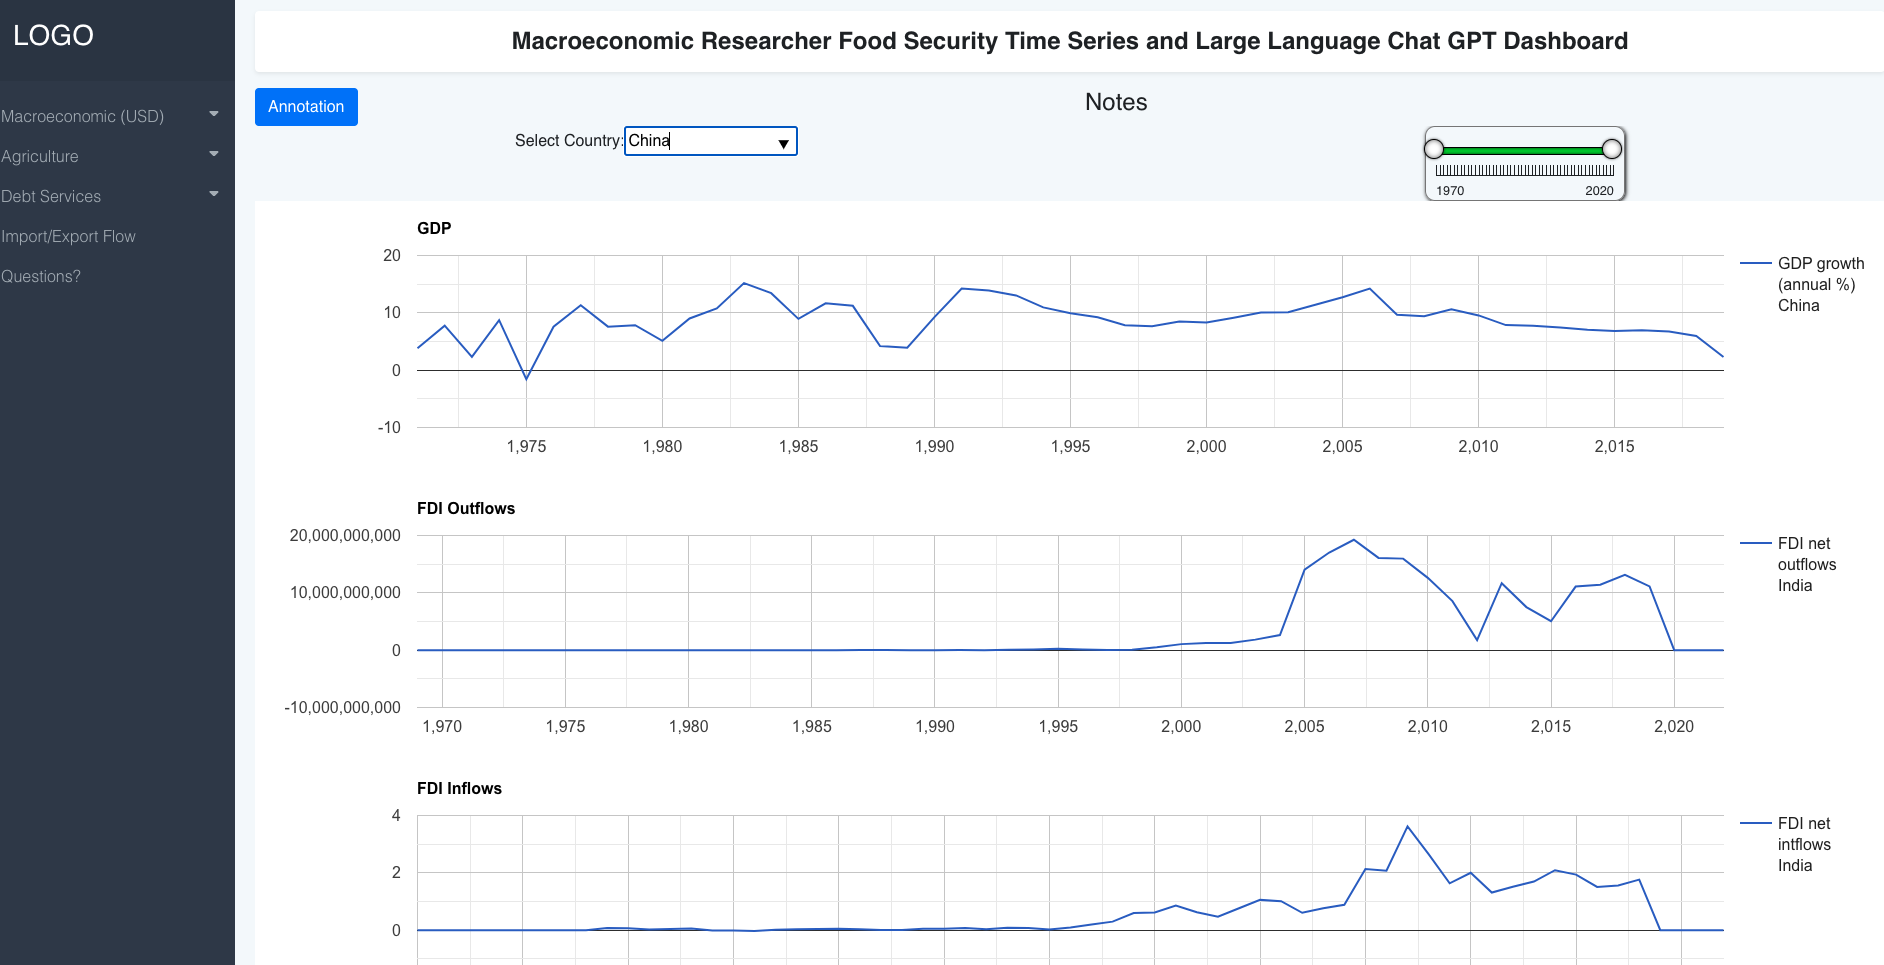 LOGO
Macroeconomic (USD)
Agriculture
Debt Services
Import/Export Flow
Questions?
Macroeconomic Researcher Food Security Time Series and Large Language Chat GPT Dashboard
Annotation
Notes
Select Country: China
1970 2020
GDP
20
10
0
-10
1,975 1,980 1,985 1,990 1,995 2,000 2,005 2,010 2,015
GDP growth
(annual %)
China
FDI Outflows
20,000,000,000
10,000,000,000
0
-10,000,000,000
1,970 1,975 1,980 1,985 1,990 1,995 2,000 2,005 2,010 2,015 2,020
FDI net
outflows
India
FDI Inflows
4
2
0
FDI net
intflows
India